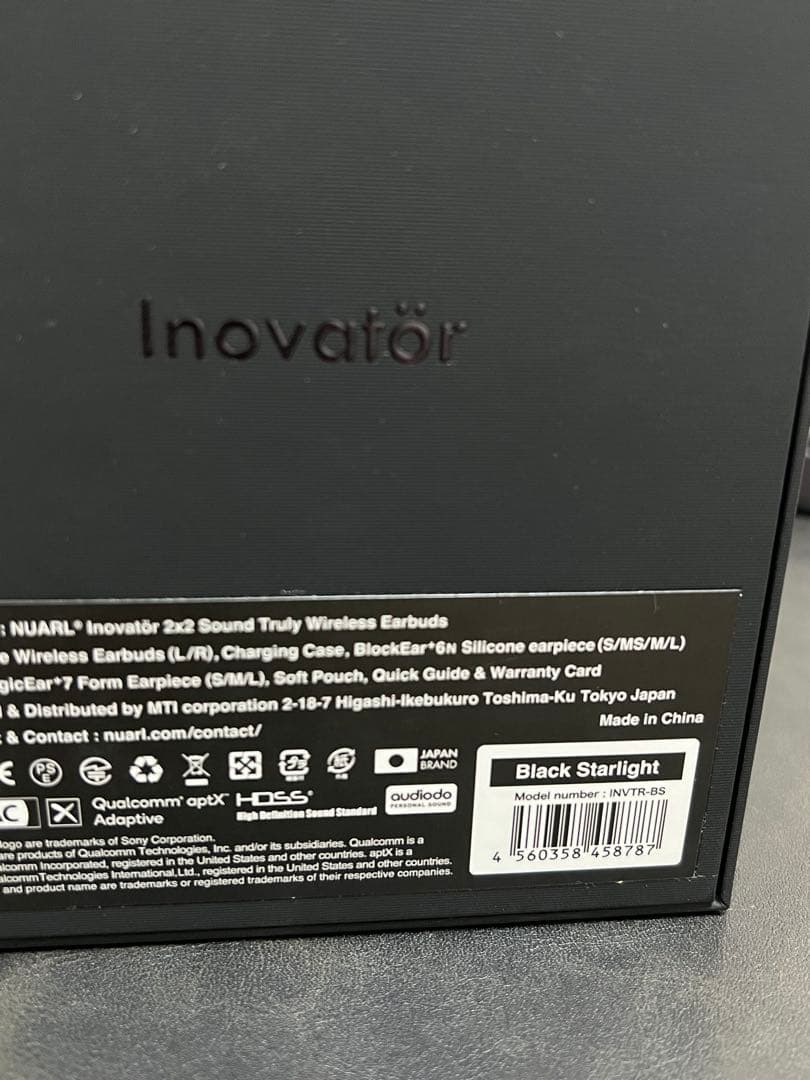 Inovatör
: NUARL® Inovatör 2x2 Sound Truly Wireless Earbuds
e Wireless Earbuds (L/R), Charging Case, BlockEar⁺6N Silicone earpiece (S/MS/M/L)
gicEar⁺7 Form Earpiece (S/M/L), Soft Pouch, Quick Guide & Warranty Card
& Distributed by MTI corporation 2-18-7 Higashi-Ikebukuro Toshima-Ku Tokyo Japan
Made in China
& Contact : nuarl.com/contact/
PS E
JAPAN BRAND
Black Starlight
Model number : INVTR-BS
4 560358 458787
AC
Qualcomm® aptX™ Adaptive
HDSS®
High Definition Sound Standard
audiodo
PERSONAL SOUND
logo are trademarks of Sony Corporation.
are products of Qualcomm Technologies, Inc. and/or its subsidiaries. Qualcomm is a
lcomm Incorporated, registered in the United States and other countries. aptX is a
alcomm Technologies International, Ltd., registered in the United States and other countries.
and product name are trademarks or registered trademarks of their respective companies.